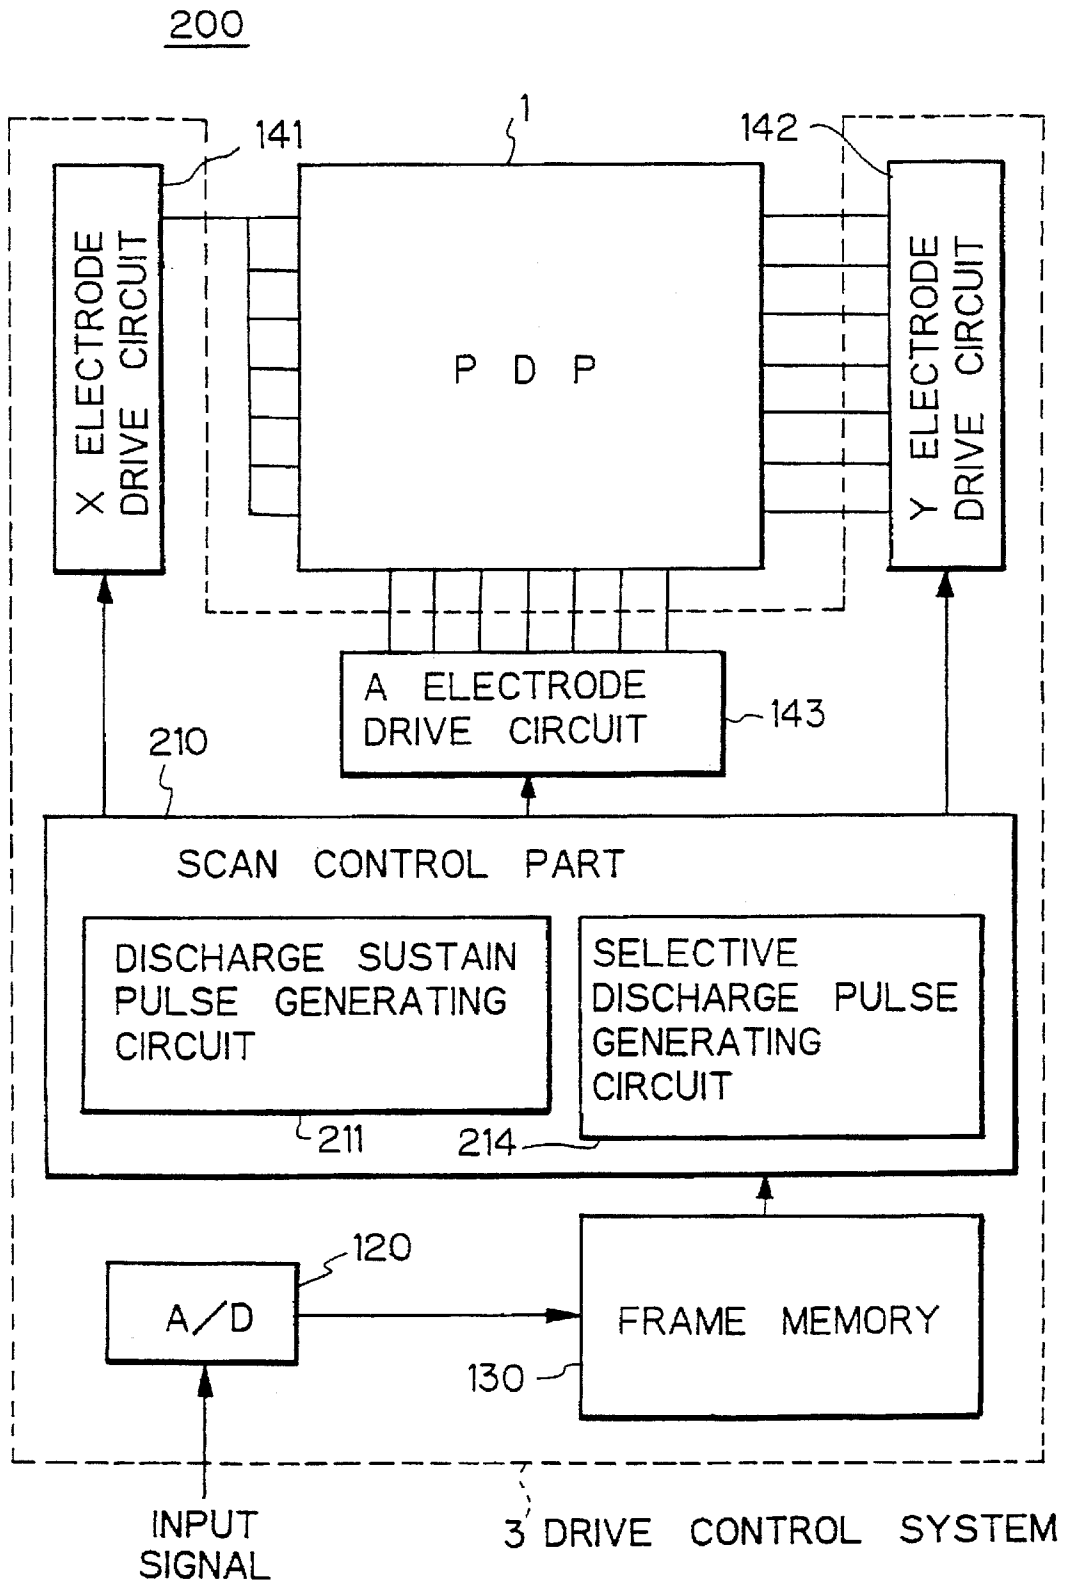 200
141
1
142
X ELECTRODE
DRIVE CIRCUIT
P D P
Y ELECTRODE
DRIVE CIRCUIT
A ELECTRODE
DRIVE CIRCUIT
143
210
SCAN CONTROL PART
DISCHARGE SUSTAIN
PULSE GENERATING
CIRCUIT
211
SELECTIVE
DISCHARGE PULSE
GENERATING
CIRCUIT
214
120
A/D
FRAME MEMORY
130
INPUT
SIGNAL
3 DRIVE CONTROL SYSTEM